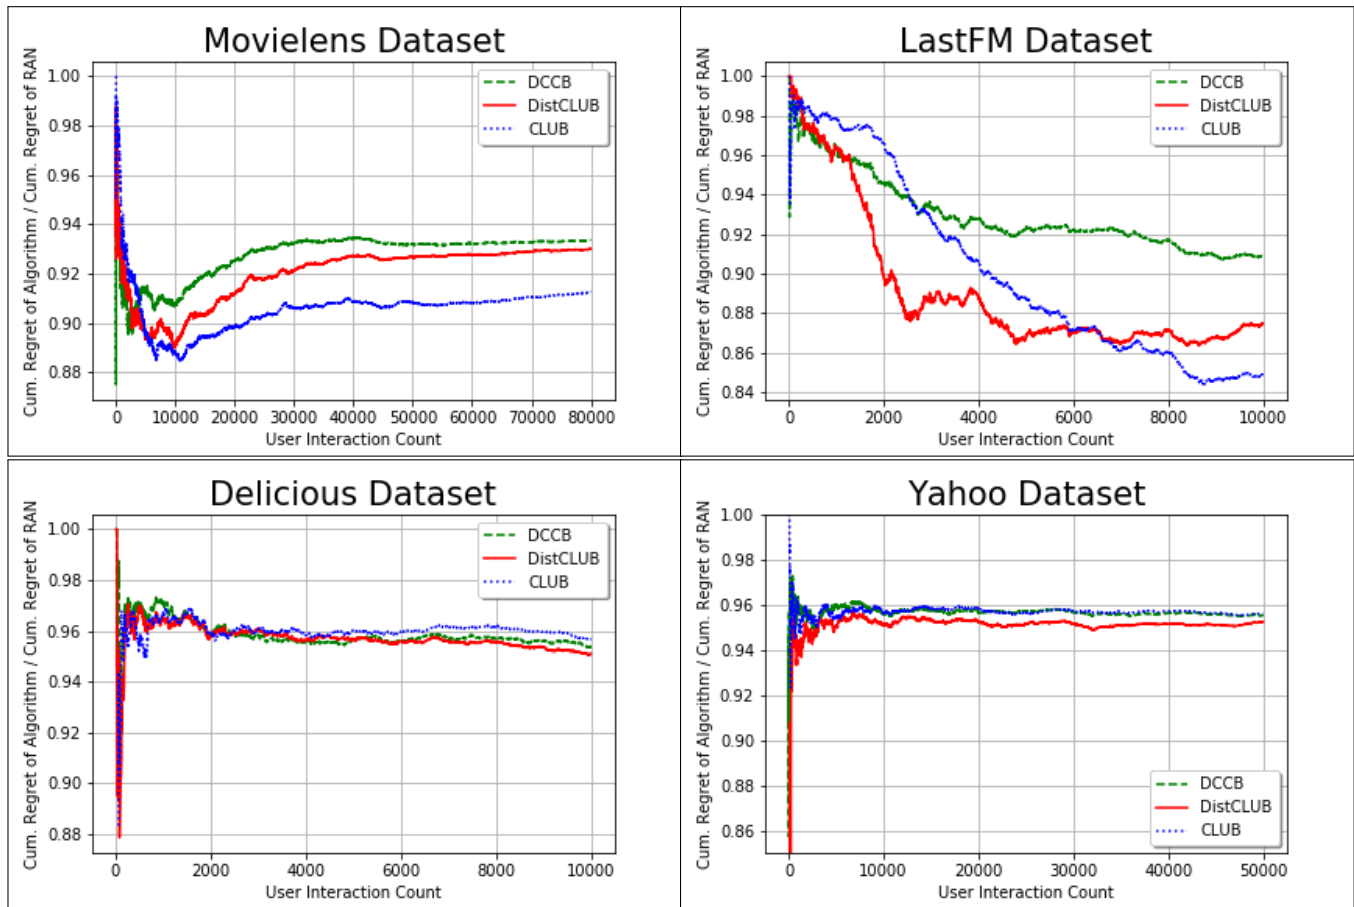 Movielens Dataset
Cum. Regret of Algorithm / Cum. Regret of RAN
1.00
0.98
0.96
0.94
0.92
0.90
0.88
DCCB
DistCLUB
CLUB
0 10000 20000 30000 40000 50000 60000 70000 80000
User Interaction Count
LastFM Dataset
Cum. Regret of Algorithm / Cum. Regret of RAN
1.00
0.98
0.96
0.94
0.92
0.90
0.88
0.86
0.84
DCCB
DistCLUB
CLUB
0 2000 4000 6000 8000 10000
User Interaction Count
Delicious Dataset
Cum. Regret of Algorithm / Cum. Regret of RAN
1.00
0.98
0.96
0.94
0.92
0.90
0.88
DCCB
DistCLUB
CLUB
0 2000 4000 6000 8000 10000
User Interaction Count
Yahoo Dataset
Cum. Regret of Algorithm / Cum. Regret of RAN
1.00
0.98
0.96
0.94
0.92
0.90
0.88
0.86
DCCB
DistCLUB
CLUB
0 10000 20000 30000 40000 50000
User Interaction Count